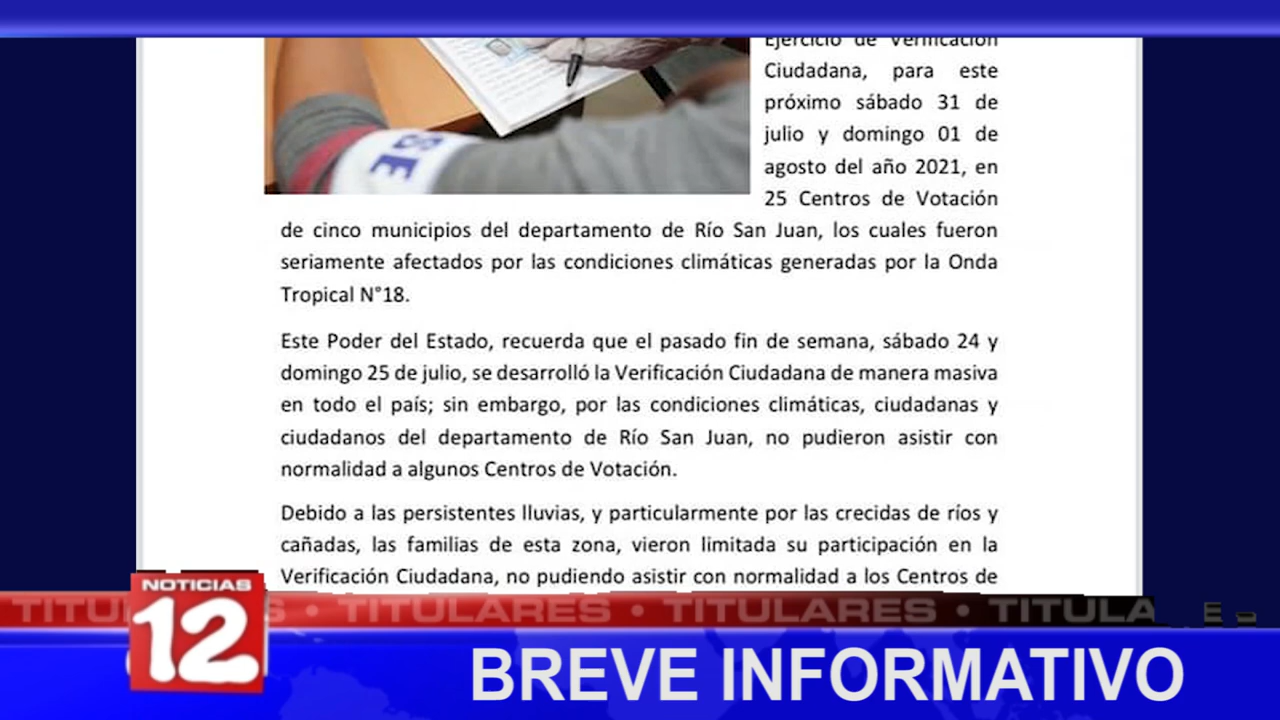 Ejercicio de Verificación
Ciudadana, para este
próximo sábado 31 de
julio y domingo 01 de
agosto del año 2021, en
25 Centros de Votación
de cinco municipios del departamento de Río San Juan, los cuales fueron
seriamente afectados por las condiciones climáticas generadas por la Onda
Tropical N°18.
Este Poder del Estado, recuerda que el pasado fin de semana, sábado 24 y
domingo 25 de julio, se desarrolló la Verificación Ciudadana de manera masiva
en todo el país; sin embargo, por las condiciones climáticas, ciudadanas y
ciudadanos del departamento de Río San Juan, no pudieron asistir con
normalidad a algunos Centros de Votación.
Debido a las persistentes lluvias, y particularmente por las crecidas de ríos y
cañadas, las familias de esta zona, vieron limitada su participación en la
Verificación Ciudadana, no pudiendo asistir con normalidad a los Centros de
SE
NOTICIAS
12
TITULARES • TITULARES • TITULARES • TITULA E
BREVE INFORMATIVO